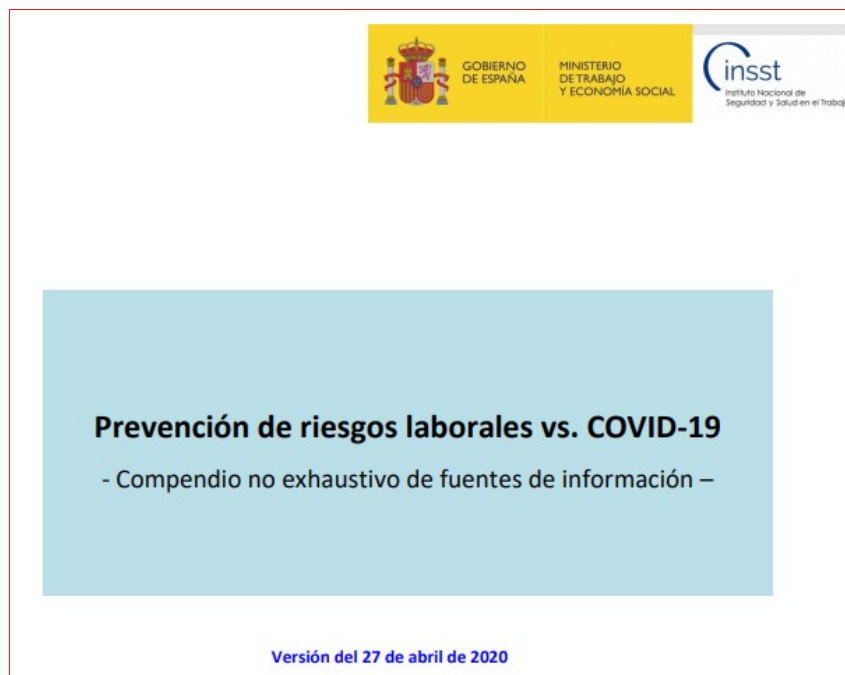 GOBIERNO
DE ESPAÑA
MINISTERIO
DE TRABAJO
Y ECONOMÍA SOCIAL
insst
Instituto Nacional de
Seguridad y Salud en el Trabajo
Prevención de riesgos laborales vs. COVID-19
- Compendio no exhaustivo de fuentes de información –
Versión del 27 de abril de 2020